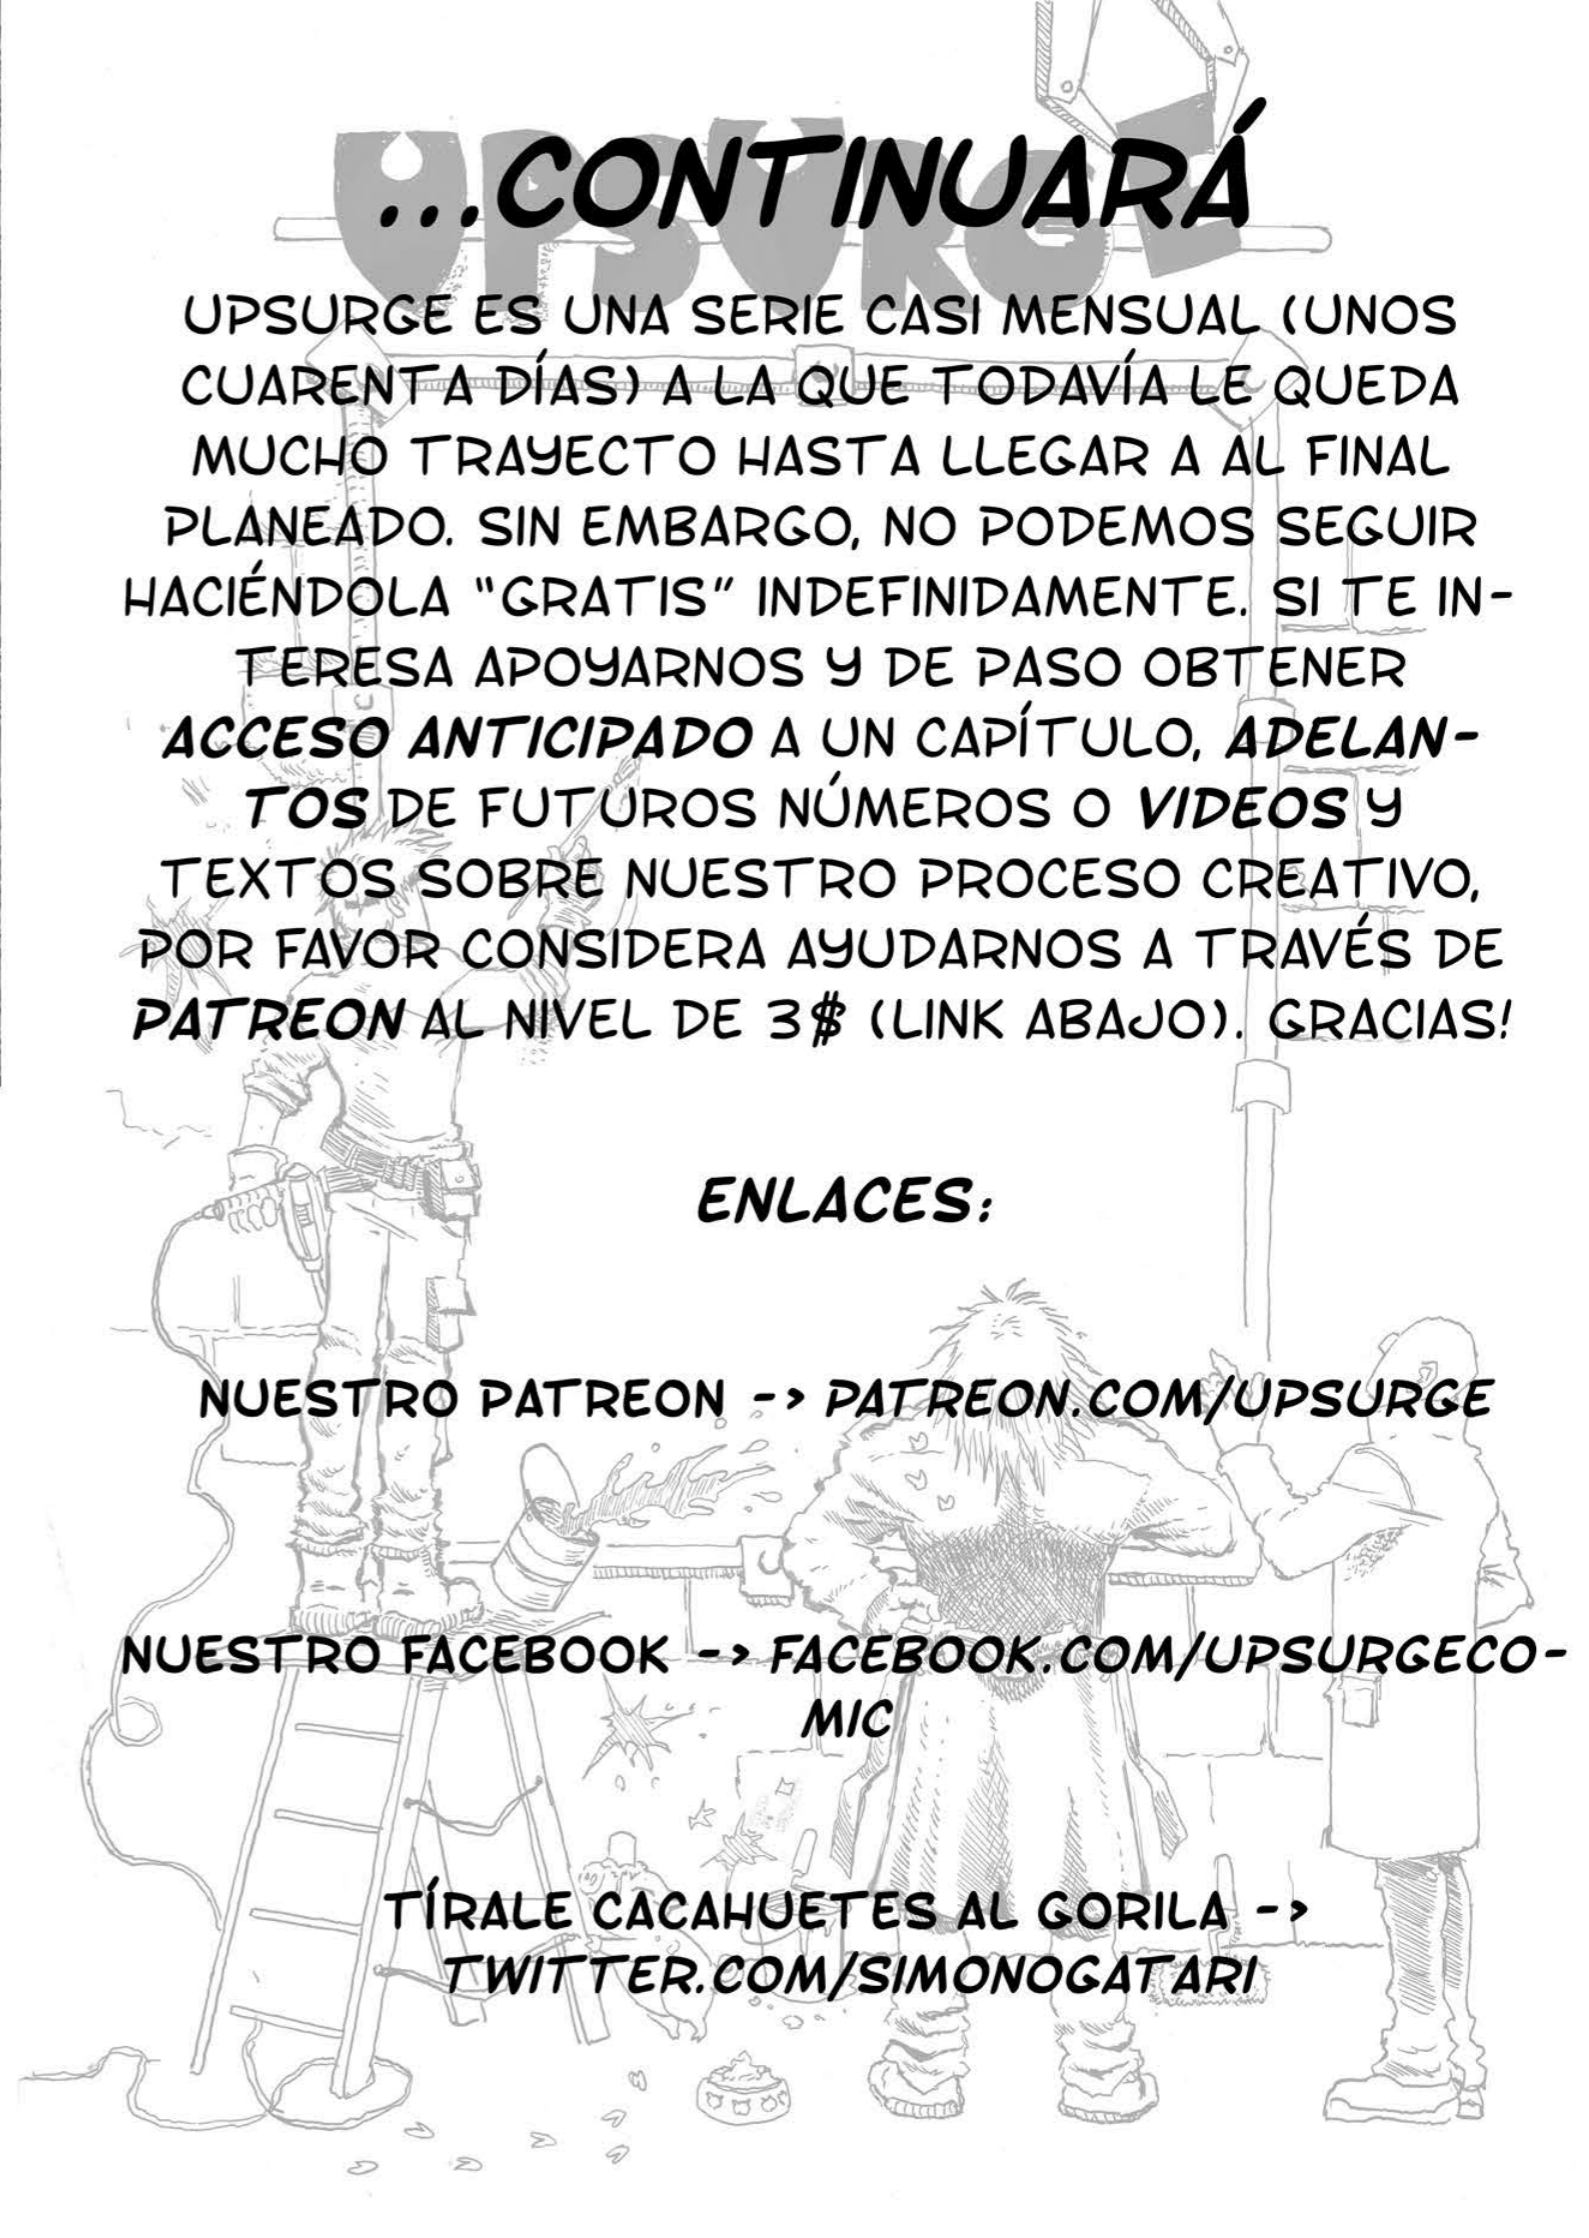 UPSURGE
...CONTINUARÁ
UPSURGE ES UNA SERIE CASI MENSUAL (UNOS
CUARENTA DÍAS) A LA QUE TODAVÍA LE QUEDA
MUCHO TRAYECTO HASTA LLEGAR A AL FINAL
PLANEADO. SIN EMBARGO, NO PODEMOS SEGUIR
HACIÉNDOLA "GRATIS" INDEFINIDAMENTE. SI TE IN-
TERESA APOYARNOS Y DE PASO OBTENER
ACCESO ANTICIPADO A UN CAPÍTULO, ADELAN-
TOS DE FUTUROS NÚMEROS O VIDEOS Y
TEXTOS SOBRE NUESTRO PROCESO CREATIVO,
POR FAVOR CONSIDERA AYUDARNOS A TRAVÉS DE
PATREON AL NIVEL DE 3$ (LINK ABAJO). GRACIAS!
ENLACES:
NUESTRO PATREON -> PATREON.COM/UPSURGE
NUESTRO FACEBOOK -> FACEBOOK.COM/UPSURGECO-
MIC
TÍRALE CACAHUETES AL GORILA ->
TWITTER.COM/SIMONOGATARI